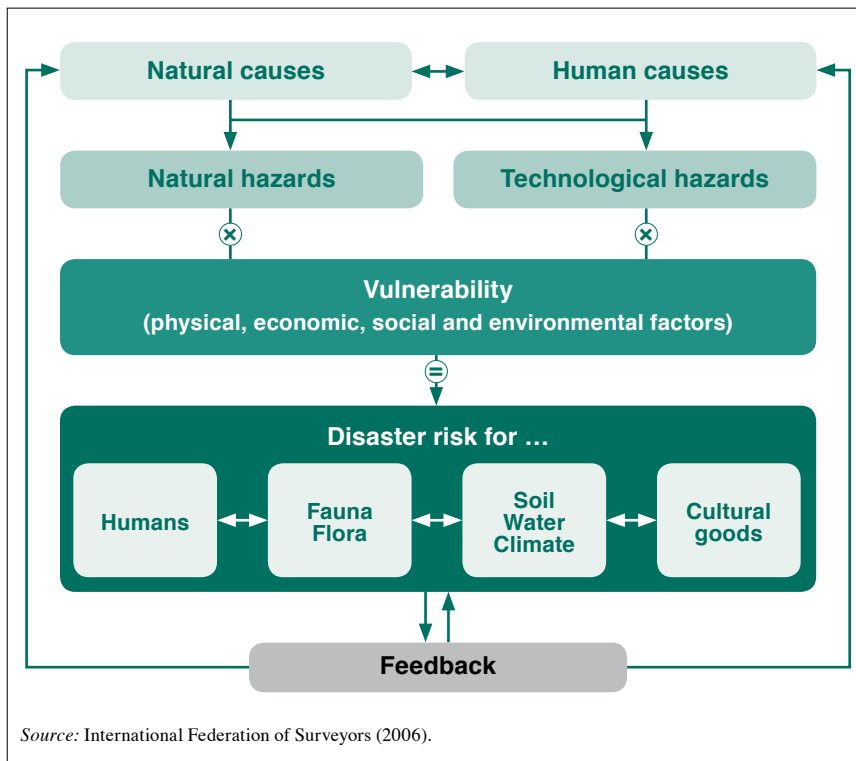 Natural causes
Human causes
Natural hazards
Technological hazards
×
×
Vulnerability
(physical, economic, social and environmental factors)
=
Disaster risk for …
Humans
Fauna
Flora
Soil
Water
Climate
Cultural
goods
Feedback
Source: International Federation of Surveyors (2006).